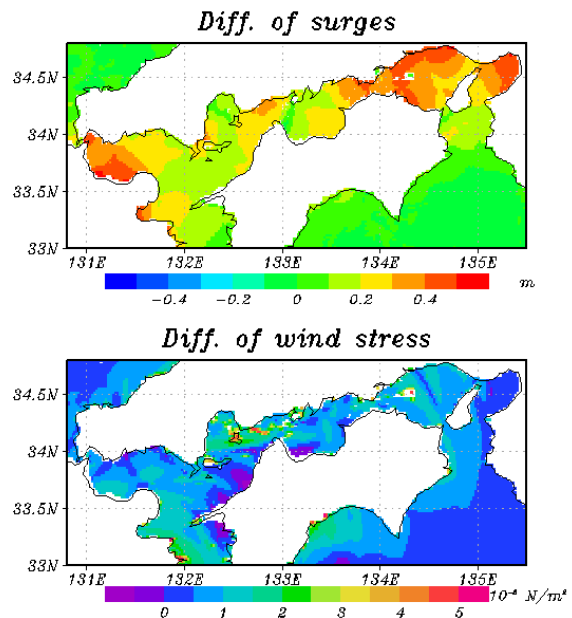 Diff. of surges
34.5N
34N
33.5N
33N
131E 132E 133E 134E 135E
-0.4 -0.2 0 0.2 0.4 m
Diff. of wind stress
34.5N
34N
33.5N
33N
131E 132E 133E 134E 135E
0 1 2 3 4 5